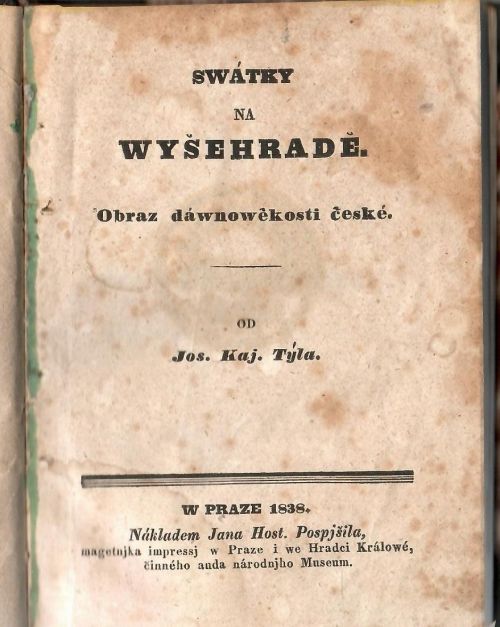 SWÁTKY
NA
WYŠEHRADĚ.
Obraz dáwnowěkosti české.
OD
Jos. Kaj. Týla.
W PRAZE 1838.
Nákladem Jana Host. Pospjšila,
magetnjka impressj w Praze i we Hradci Králowé,
činného auda národnjho Museum.